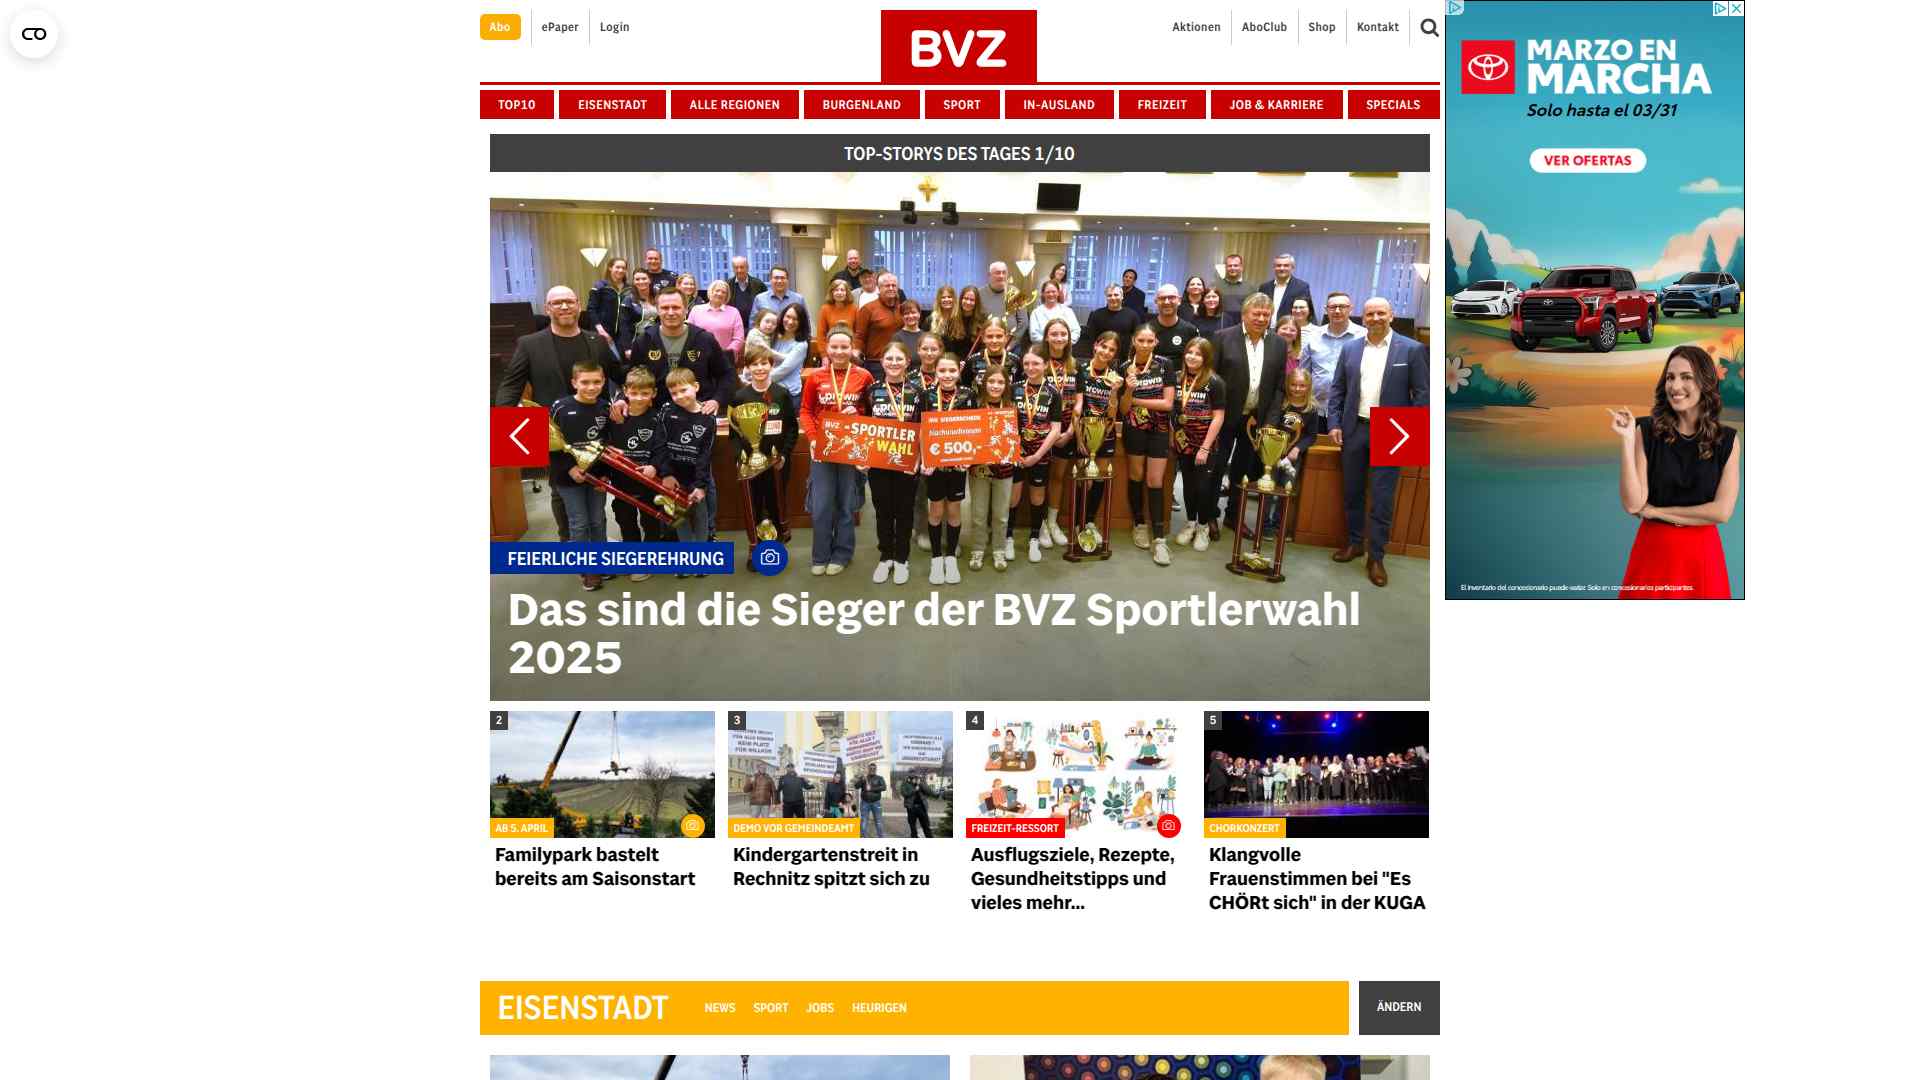 Abo
ePaper
Login
BVZ
Aktionen
AboClub
Shop
Kontakt
TOP10
EISENSTADT
ALLE REGIONEN
BURGENLAND
SPORT
IN-AUSLAND
FREIZEIT
JOB & KARRIERE
SPECIALS
TOP-STORYS DES TAGES 1/10
BVZ -SPORTLER
WAHL
€ 500,-
FEIERLICHE SIEGEREHRUNG
Das sind die Sieger der BVZ Sportlerwahl
2025
2
AB 5. APRIL
Familypark bastelt
bereits am Saisonstart
3
DEMO VOR GEMEINDEAMT
Kindergartenstreit in
Rechnitz spitzt sich zu
4
FREIZEIT-RESSORT
Ausflugsziele, Rezepte,
Gesundheitstipps und
vieles mehr...
5
CHORKONZERT
Klangvolle
Frauenstimmen bei "Es
CHÖRt sich" in der KUGA
EISENSTADT
NEWS
SPORT
JOBS
HEURIGEN
ÄNDERN
MARZO EN
MARCHA
Solo hasta el 03/31
VER OFERTAS
El inventario del concesionario puede variar. Solo en concesionarios participantes.